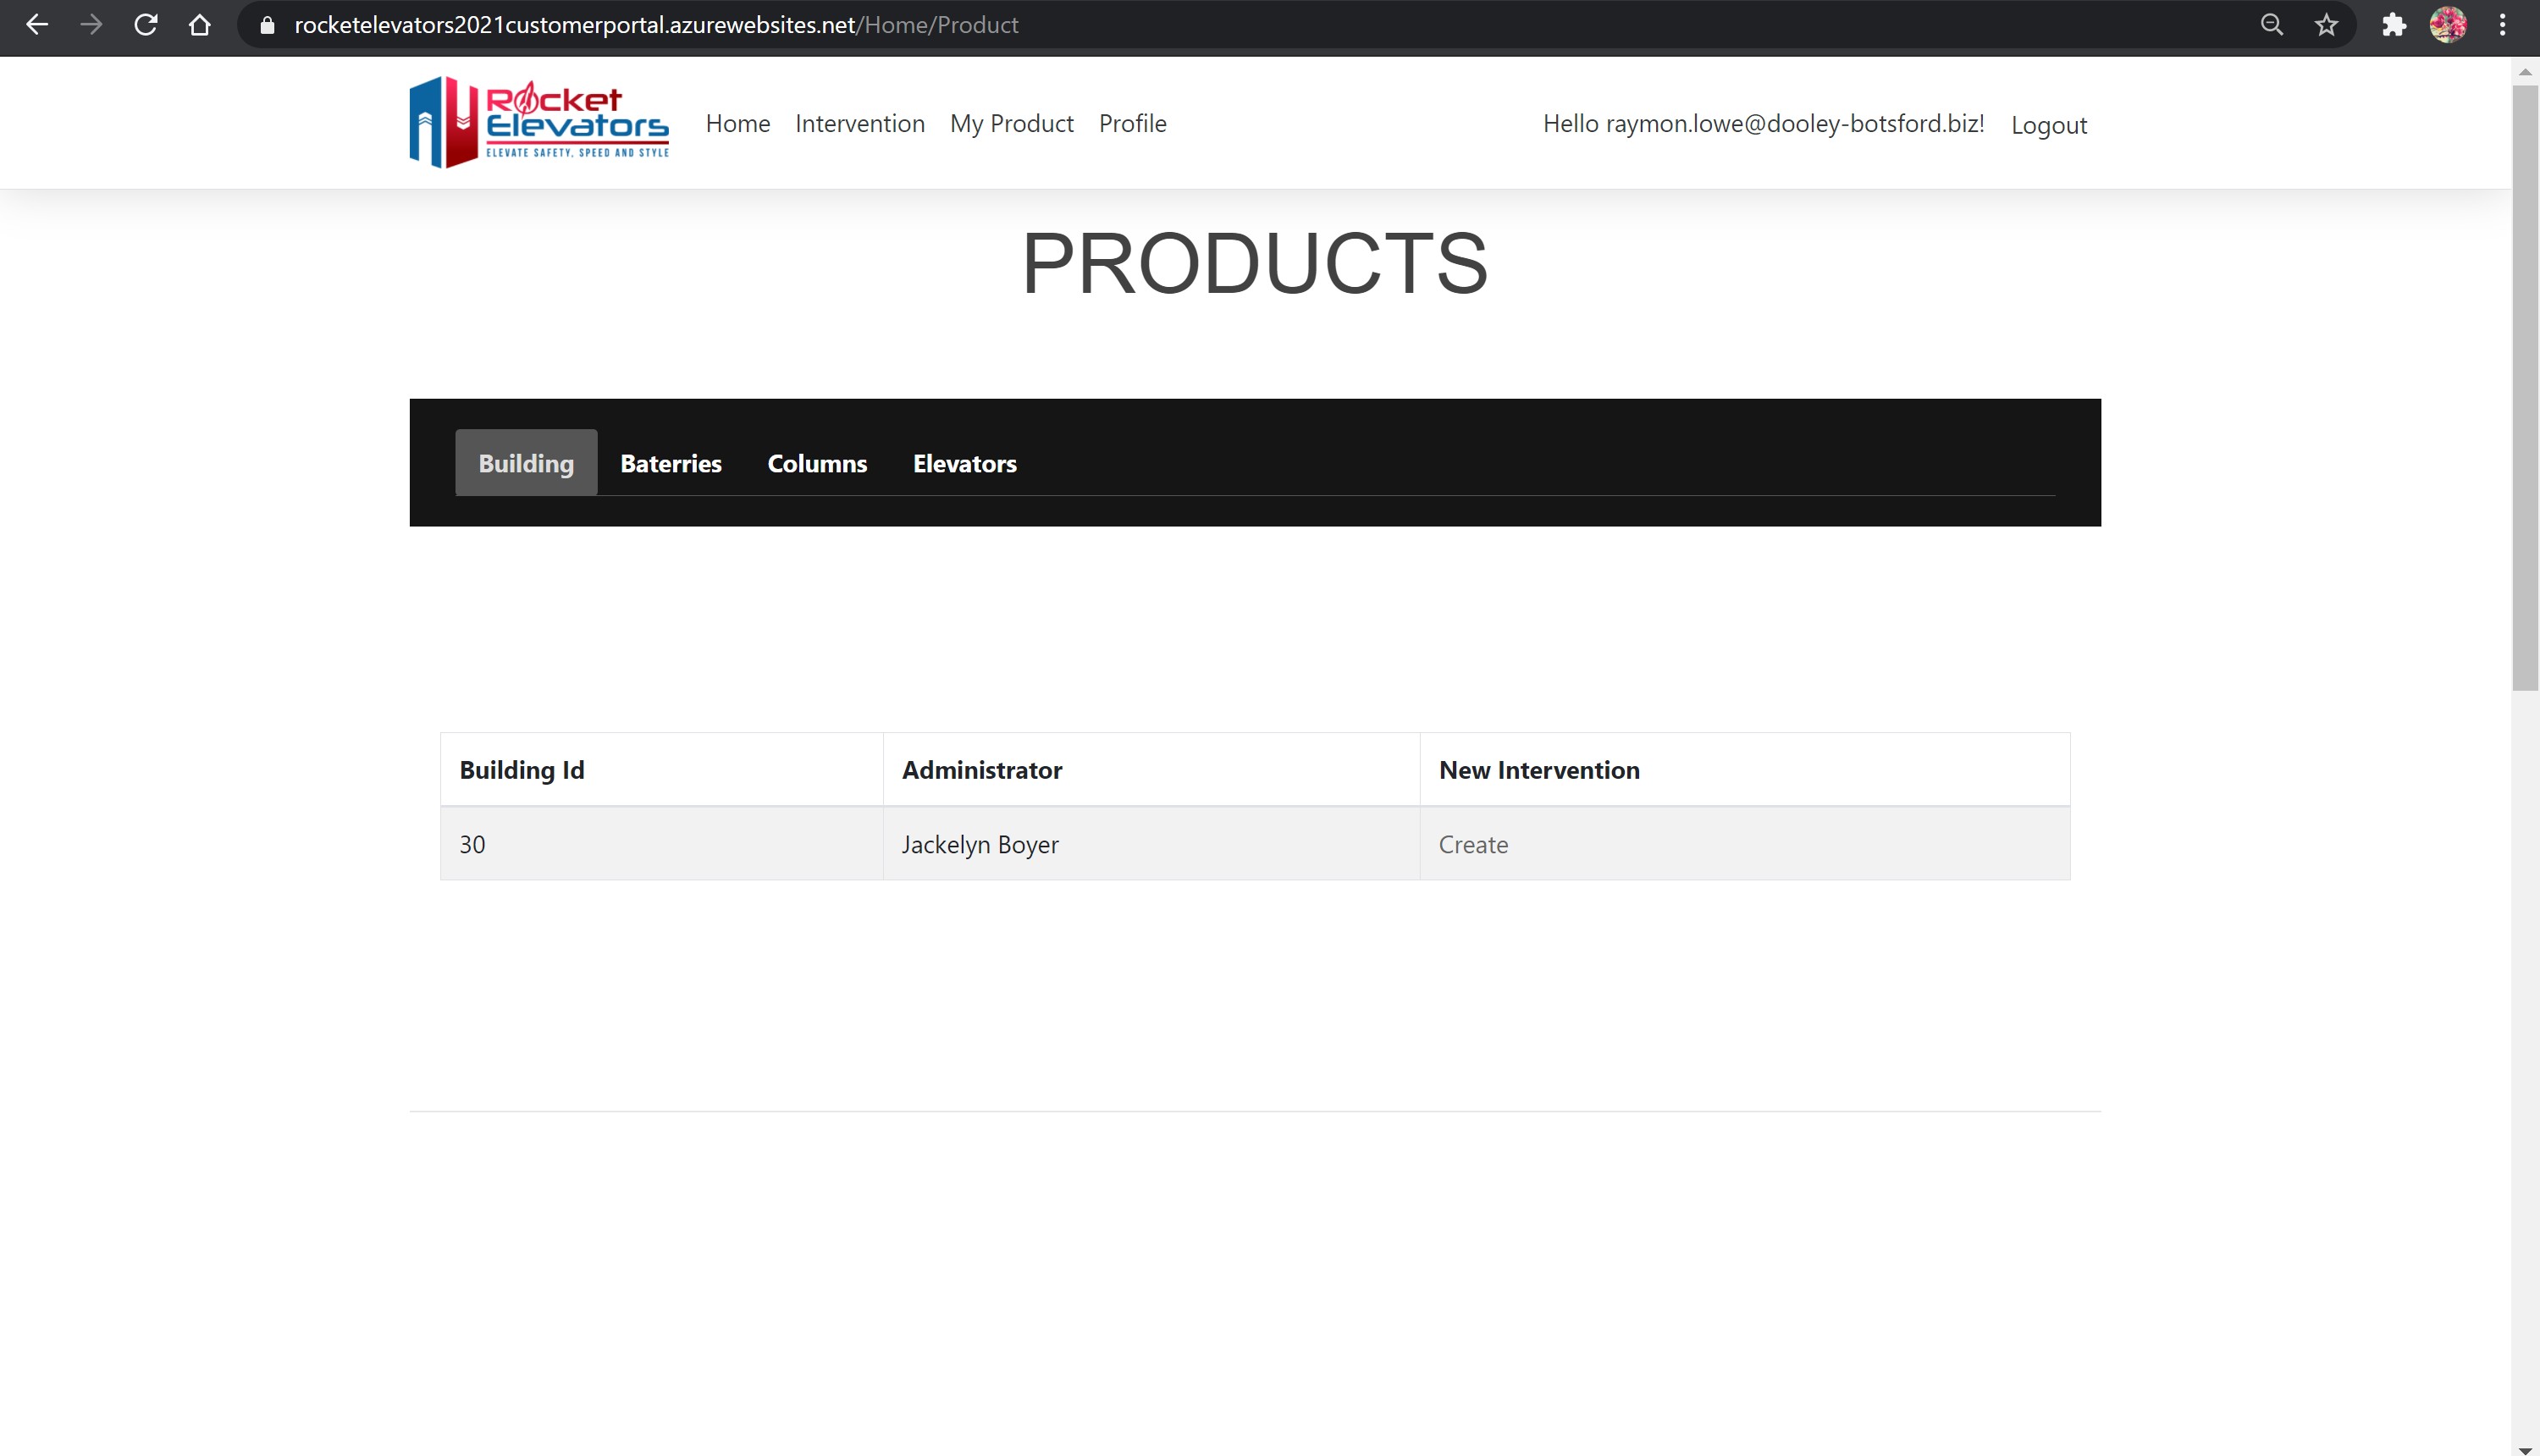 rocketelevators2021customerportal.azurewebsites.net/Home/Product
Rocket
Elevators
ELEVATE SAFETY, SPEED AND STYLE
Home Intervention My Product Profile Hello raymon.lowe@dooley-botsford.biz! Logout
PRODUCTS
Building Baterries Columns Elevators
Building Id Administrator New Intervention
30 Jackelyn Boyer Create